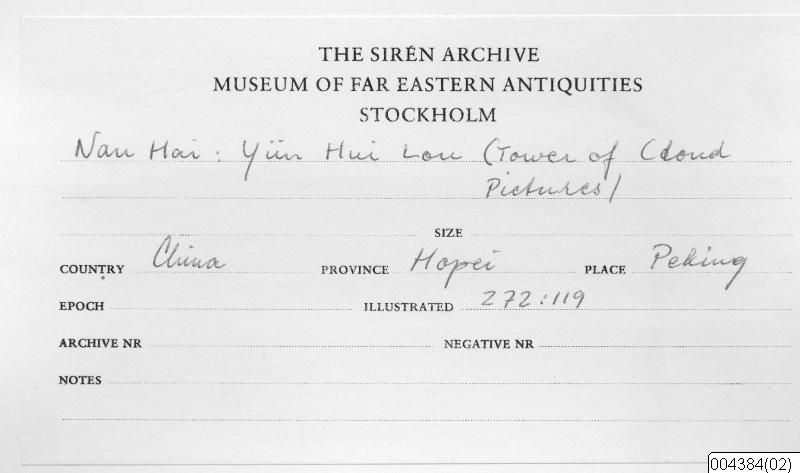 THE SIRÉN ARCHIVE
MUSEUM OF FAR EASTERN ANTIQUITIES
STOCKHOLM
Nan Hai: Yün Hui Lou (Tower of Cloud
Pictures)
SIZE
COUNTRY China PROVINCE Hopei PLACE Peking
EPOCH ILLUSTRATED 272:119
ARCHIVE NR NEGATIVE NR
NOTES
004384(02)